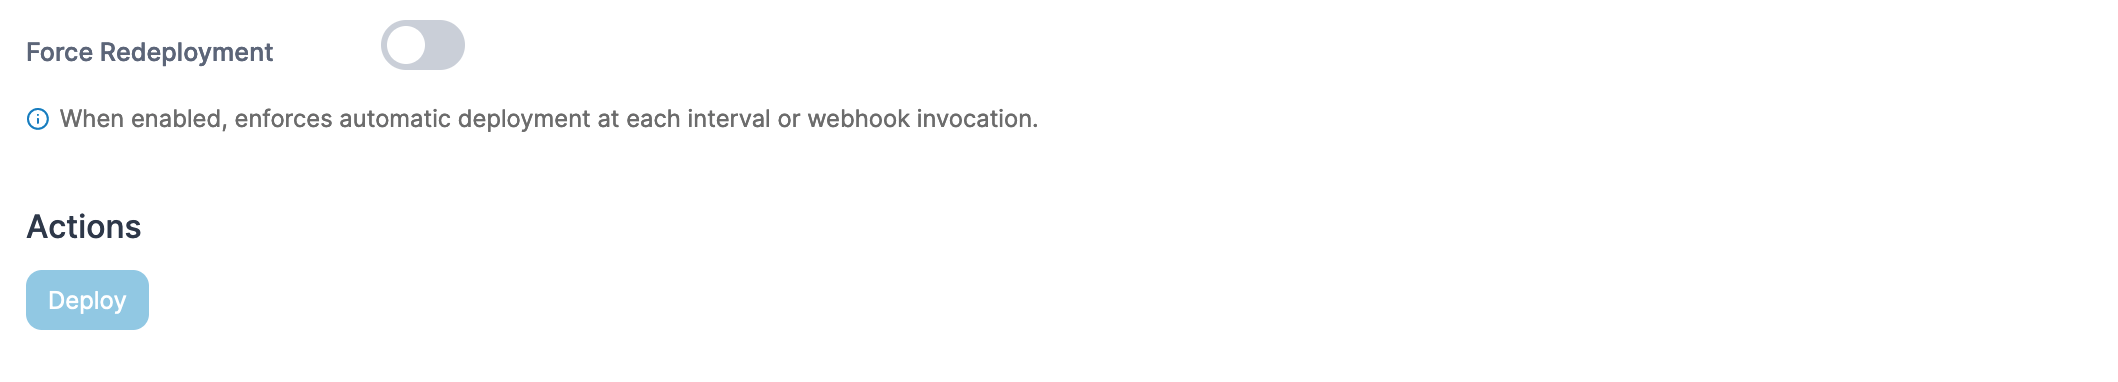 Force Redeployment
When enabled, enforces automatic deployment at each interval or webhook invocation.
Actions
Deploy